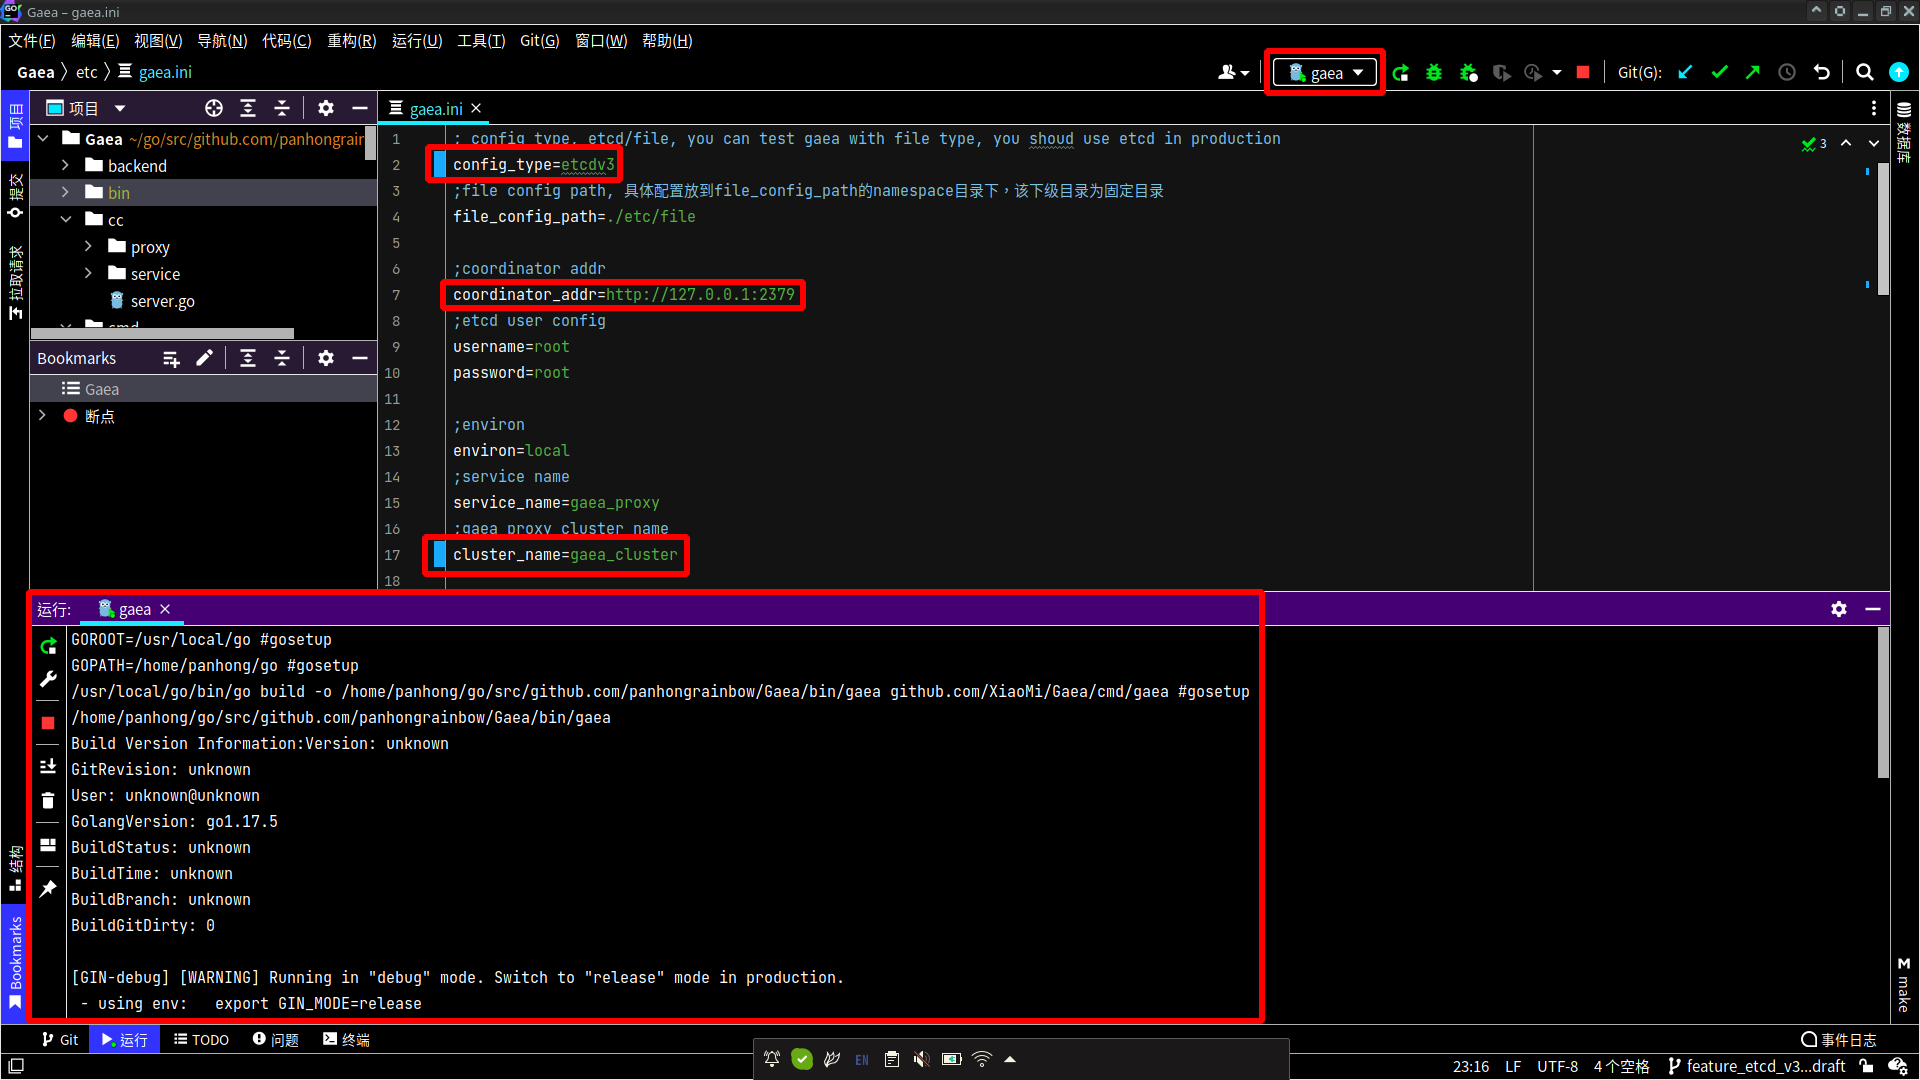 Gaea – gaea.ini
文件(F) 编辑(E) 视图(V) 导航(N) 代码(C) 重构(R) 运行(U) 工具(T) Git(G) 窗口(W) 帮助(H)
Gaea etc gaea.ini
gaea
Git(G):
项目
gaea.ini
项目
提交
拉取请求
结构
Bookmarks
Gaea ~/go/src/github.com/panhongrain
backend
bin
cc
proxy
service
server.go
Bookmarks
Gaea
断点
1 ; config type, etcd/file, you can test gaea with file type, you shoud use etcd in production
2 config_type=etcdv3
3 ;file config path, 具体配置放到file_config_path的namespace目录下，该下级目录为固定目录
4 file_config_path=./etc/file
5
6 ;coordinator addr
7 coordinator_addr=http://127.0.0.1:2379
8 ;etcd user config
9 username=root
10 password=root
11
12 ;environ
13 environ=local
14 ;service name
15 service_name=gaea_proxy
16 ;gaea proxy cluster name
17 cluster_name=gaea_cluster
18
3
数据库
make
运行: gaea
GOROOT=/usr/local/go #gosetup
GOPATH=/home/panhong/go #gosetup
/usr/local/go/bin/go build -o /home/panhong/go/src/github.com/panhongrainbow/Gaea/bin/gaea github.com/XiaoMi/Gaea/cmd/gaea #gosetup
/home/panhong/go/src/github.com/panhongrainbow/Gaea/bin/gaea
Build Version Information:Version: unknown
GitRevision: unknown
User: unknown@unknown
GolangVersion: go1.17.5
BuildStatus: unknown
BuildTime: unknown
BuildBranch: unknown
BuildGitDirty: 0
[GIN-debug] [WARNING] Running in "debug" mode. Switch to "release" mode in production.
- using env: export GIN_MODE=release
Git 运行 TODO 问题 终端
事件日志
EN
23:16 LF UTF-8 4 个空格 feature_etcd_v3...draft